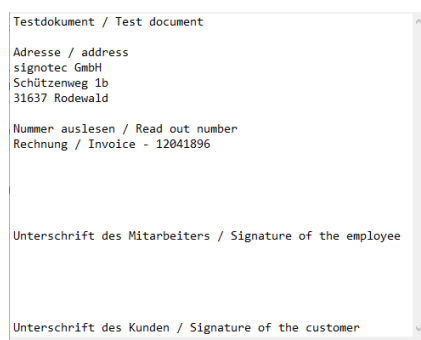 Testdokument / Test document
Adresse / address
signotec GmbH
Schützenweg 1b
31637 Rodewald
Nummer auslesen / Read out number
Rechnung / Invoice - 12041896
Unterschrift des Mitarbeiters / Signature of the employee
Unterschrift des Kunden / Signature of the customer